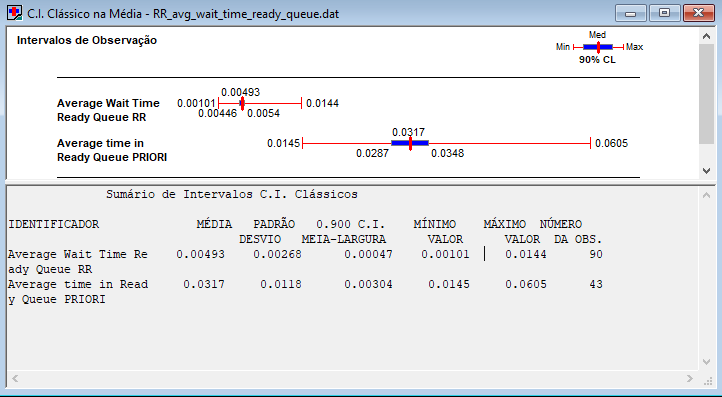 C.I. Clássico na Média - RR_avg_wait_time_ready_queue.dat
Intervalos de Observação
Med
Min Max
90% CL
0.00493
Average Wait Time 0.00101 0.0144
Ready Queue RR 0.00446 0.0054
0.0317
Average time in 0.0145 0.0605
Ready Queue PRIORI 0.0287 0.0348
Sumário de Intervalos C.I. Clássicos
IDENTIFICADOR MÉDIA PADRÃO 0.900 C.I. MÍNIMO MÁXIMO NÚMERO
DESVIO MEIA-LARGURA VALOR VALOR DA OBS.
Average Wait Time Re 0.00493 0.00268 0.00047 0.00101 0.0144 90
ady Queue RR
Average time in Read 0.0317 0.0118 0.00304 0.0145 0.0605 43
y Queue PRIORI